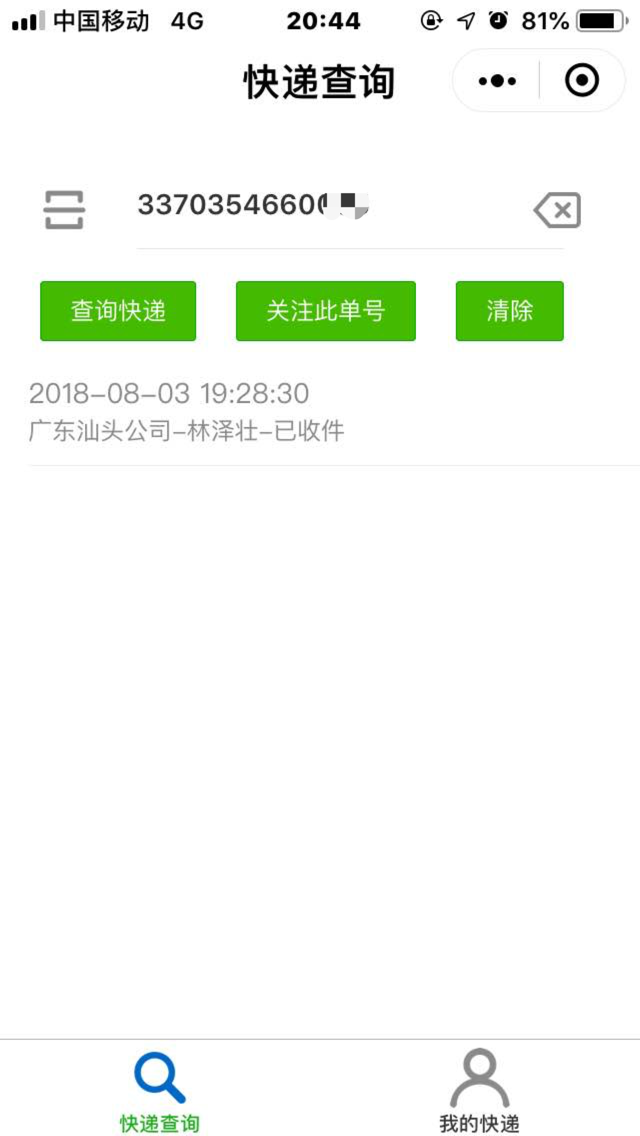 中国移动 4G 20:44 81%
快递查询
33703546600
查询快递 关注此单号 清除
2018-08-03 19:28:30
广东汕头公司-林泽壮-已收件
快递查询 我的快递